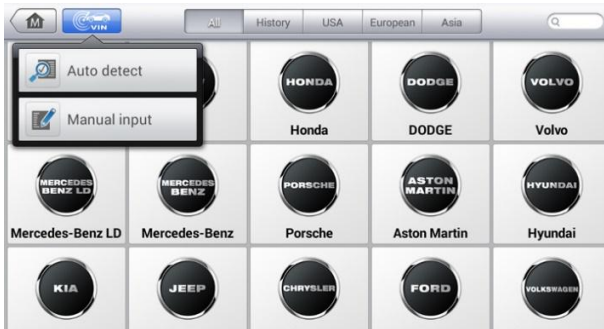 VIN
All
History
USA
European
Asia
Auto detect
Manual input
HONDA
DODGE
VOLVO
Honda
DODGE
Volvo
MERCEDES
BENZ LD
MERCEDES
BENZ
PORSCHE
ASTON
MARTIN
HYUNDAI
Mercedes-Benz LD
Mercedes-Benz
Porsche
Aston Martin
Hyundai
KIA
JEEP
CHRYSLER
FORD
VOLKSWAGEN